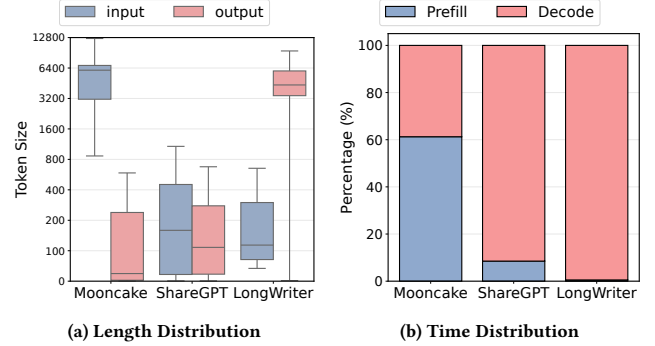 input output
Token Size
12800
6400
3200
1600
800
400
200
100
0
Mooncake ShareGPT LongWriter
(a) Length Distribution
Prefill Decode
Percentage (%)
100
80
60
40
20
0
Mooncake ShareGPT LongWriter
(b) Time Distribution